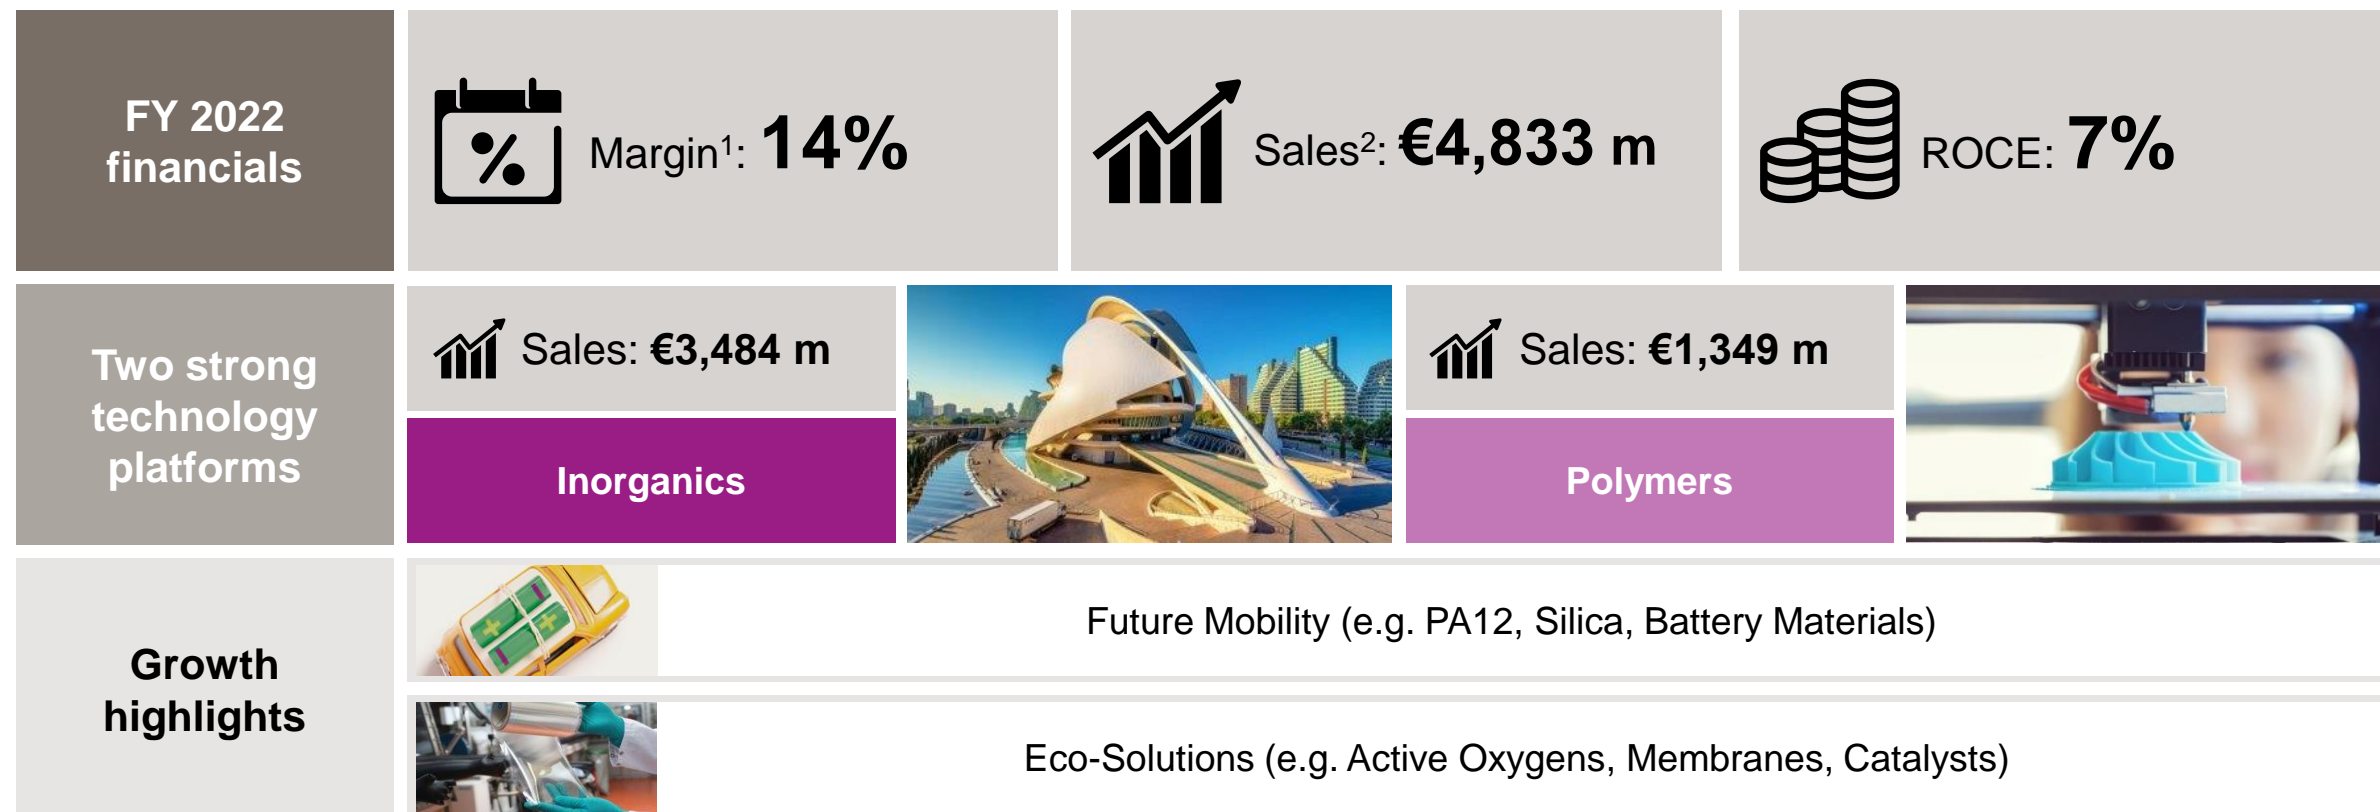 FY 2022
financials
Margin¹: 14%
Sales²: €4,833 m
ROCE: 7%
Two strong
technology
platforms
Sales: €3,484 m
Inorganics
Sales: €1,349 m
Polymers
Growth
highlights
Future Mobility (e.g. PA12, Silica, Battery Materials)
Eco-Solutions (e.g. Active Oxygens, Membranes, Catalysts)